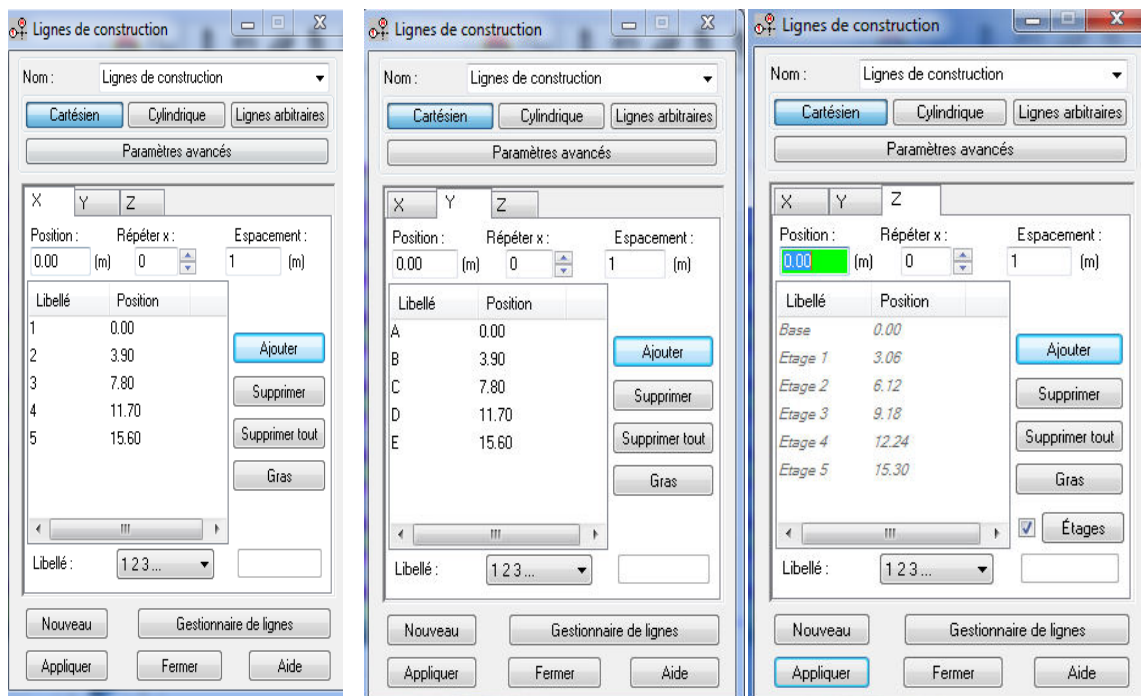 Lignes de construction
Nom : Lignes de construction
Cartésien Cylindrique Lignes arbitraires
Paramètres avancés
X Y Z
Position : Répéter x : Espacement :
0.00 (m) 0 1 (m)
Libellé Position
1 0.00
2 3.90
3 7.80
4 11.70
5 15.60
Ajouter
Supprimer
Supprimer tout
Gras
Libellé : 1 2 3 ...
Nouveau Gestionnaire de lignes
Appliquer Fermer Aide
Lignes de construction
Nom : Lignes de construction
Cartésien Cylindrique Lignes arbitraires
Paramètres avancés
X Y Z
Position : Répéter x : Espacement :
0.00 (m) 0 1 (m)
Libellé Position
A 0.00
B 3.90
C 7.80
D 11.70
E 15.60
Ajouter
Supprimer
Supprimer tout
Gras
Libellé : 1 2 3 ...
Nouveau Gestionnaire de lignes
Appliquer Fermer Aide
Lignes de construction
Nom : Lignes de construction
Cartésien Cylindrique Lignes arbitraires
Paramètres avancés
X Y Z
Position : Répéter x : Espacement :
0.00 (m) 0 1 (m)
Libellé Position
Base 0.00
Etage 1 3.06
Etage 2 6.12
Etage 3 9.18
Etage 4 12.24
Etage 5 15.30
Ajouter
Supprimer
Supprimer tout
Gras
Étages
Libellé : 1 2 3 ...
Nouveau Gestionnaire de lignes
Appliquer Fermer Aide